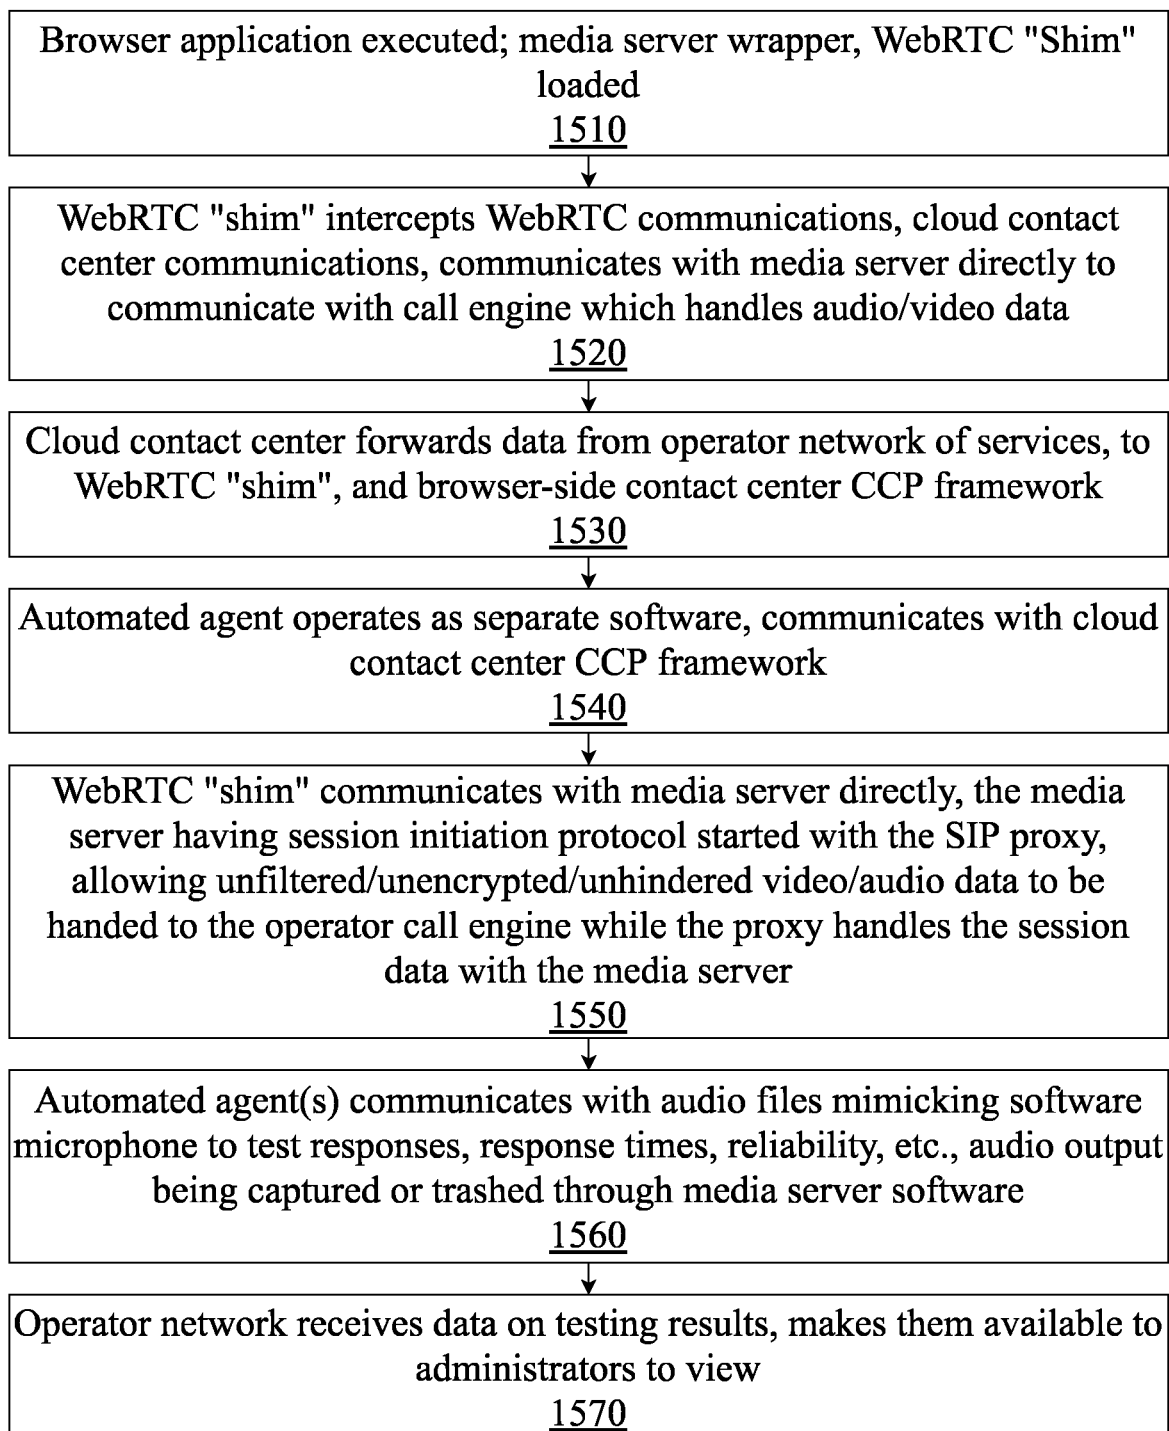 Browser application executed; media server wrapper, WebRTC "Shim"
loaded
1510
WebRTC "shim" intercepts WebRTC communications, cloud contact
center communications, communicates with media server directly to
communicate with call engine which handles audio/video data
1520
Cloud contact center forwards data from operator network of services, to
WebRTC "shim", and browser-side contact center CCP framework
1530
Automated agent operates as separate software, communicates with cloud
contact center CCP framework
1540
WebRTC "shim" communicates with media server directly, the media
server having session initiation protocol started with the SIP proxy,
allowing unfiltered/unencrypted/unhindered video/audio data to be
handed to the operator call engine while the proxy handles the session
data with the media server
1550
Automated agent(s) communicates with audio files mimicking software
microphone to test responses, response times, reliability, etc., audio output
being captured or trashed through media server software
1560
Operator network receives data on testing results, makes them available to
administrators to view
1570